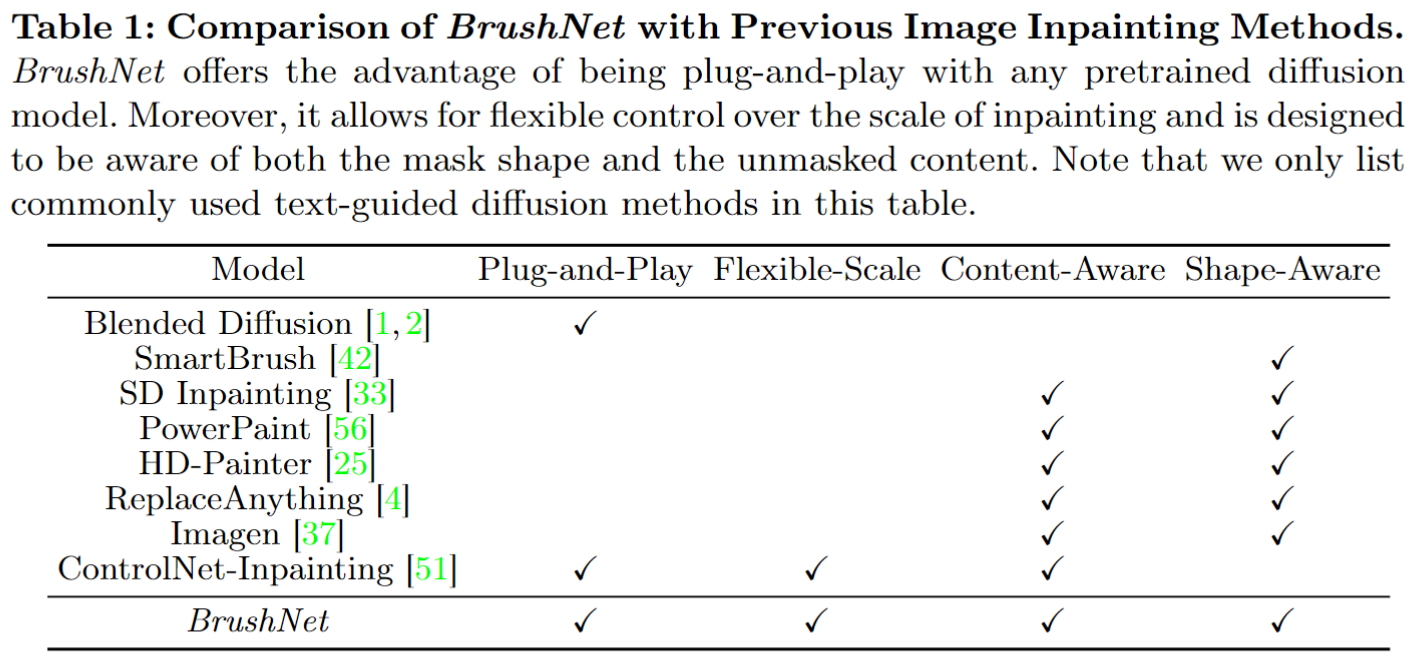 Table 1: Comparison of BrushNet with Previous Image Inpainting Methods.
BrushNet offers the advantage of being plug-and-play with any pretrained diffusion
model. Moreover, it allows for flexible control over the scale of inpainting and is designed
to be aware of both the mask shape and the unmasked content. Note that we only list
commonly used text-guided diffusion methods in this table.
Model Plug-and-Play Flexible-Scale Content-Aware Shape-Aware
Blended Diffusion [1, 2] ✓
SmartBrush [42] ✓
SD Inpainting [33] ✓ ✓
PowerPaint [56] ✓ ✓
HD-Painter [25] ✓ ✓
ReplaceAnything [4] ✓ ✓
Imagen [37] ✓ ✓
ControlNet-Inpainting [51] ✓ ✓ ✓
BrushNet ✓ ✓ ✓ ✓